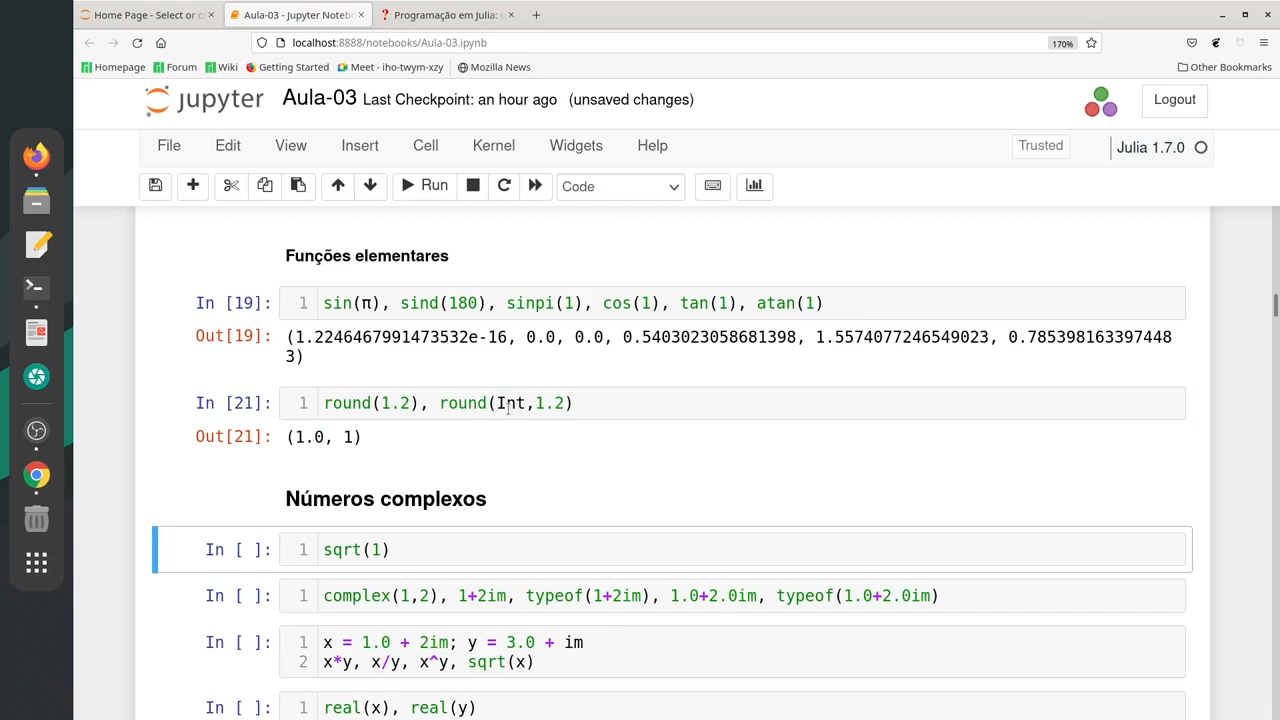 Home Page - Select or c
Aula-03 - Jupyter Noteb
Programação em Julia: u
localhost:8888/notebooks/Aula-03.ipynb
170%
Homepage Forum Wiki Getting Started Meet - iho-twym-xzy Mozilla News Other Bookmarks
jupyter Aula-03 Last Checkpoint: an hour ago (unsaved changes) Logout
File Edit View Insert Cell Kernel Widgets Help Trusted Julia 1.7.0
Run Code
Funções elementares
In [19]: 1 sin(π), sind(180), sinpi(1), cos(1), tan(1), atan(1)
Out[19]: (1.2246467991473532e-16, 0.0, 0.0, 0.5403023058681398, 1.5574077246549023, 0.785398163397448
3)
In [21]: 1 round(1.2), round(Int,1.2)
Out[21]: (1.0, 1)
Números complexos
In [ ]: 1 sqrt(1)
In [ ]: 1 complex(1,2), 1+2im, typeof(1+2im), 1.0+2.0im, typeof(1.0+2.0im)
In [ ]: 1 x = 1.0 + 2im; y = 3.0 + im
2 x*y, x/y, x^y, sqrt(x)
In [ ]: 1 real(x), real(y)